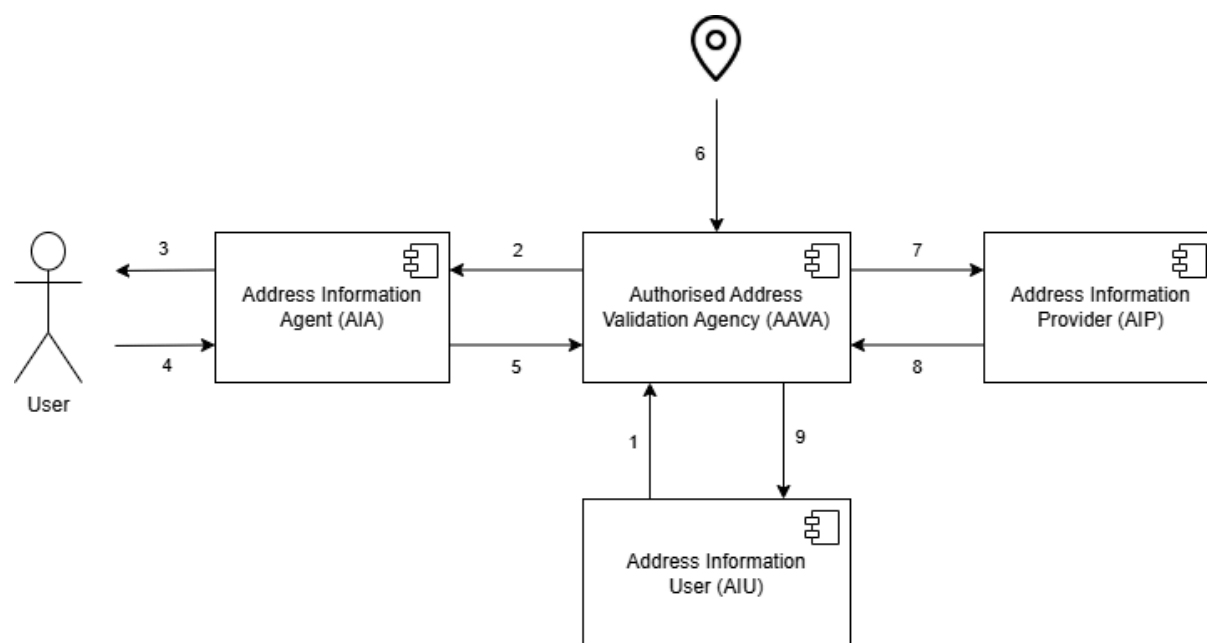 6
3
Address Information
Agent (AIA)
2
Authorised Address
Validation Agency (AAVA)
7
Address Information
Provider (AIP)
4
5
8
User
1
9
Address Information
User (AIU)